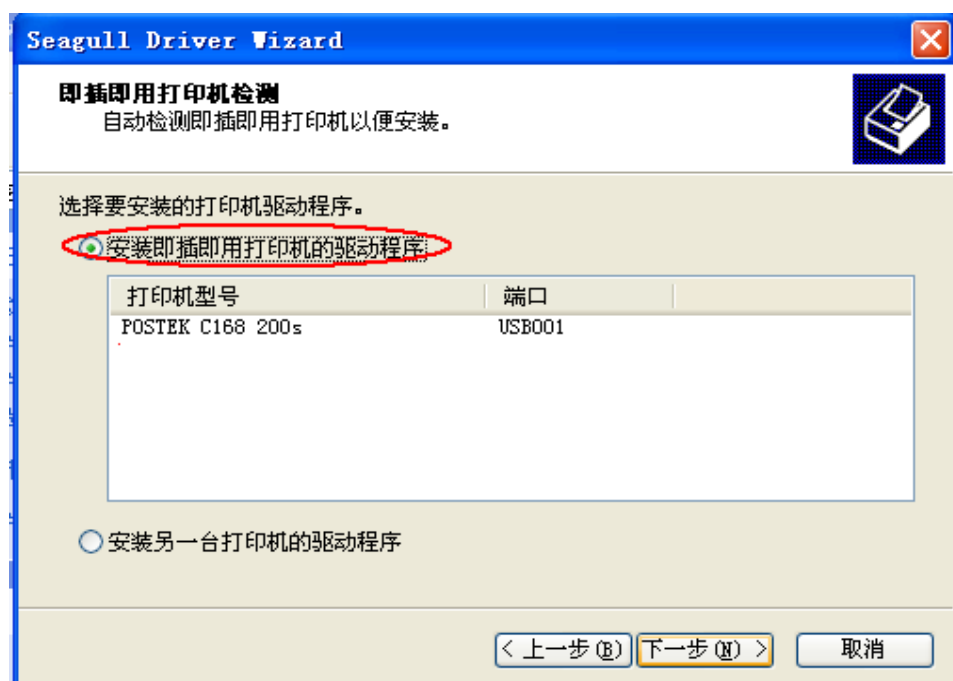 Seagull Driver Wizard
即插即用打印机检测
自动检测即插即用打印机以便安装。
选择要安装的打印机驱动程序。
安装即插即用打印机的驱动程序
打印机型号 端口
POSTEK C168 200s USB001
安装另一台打印机的驱动程序
< 上一步(B) 下一步(N) > 取消